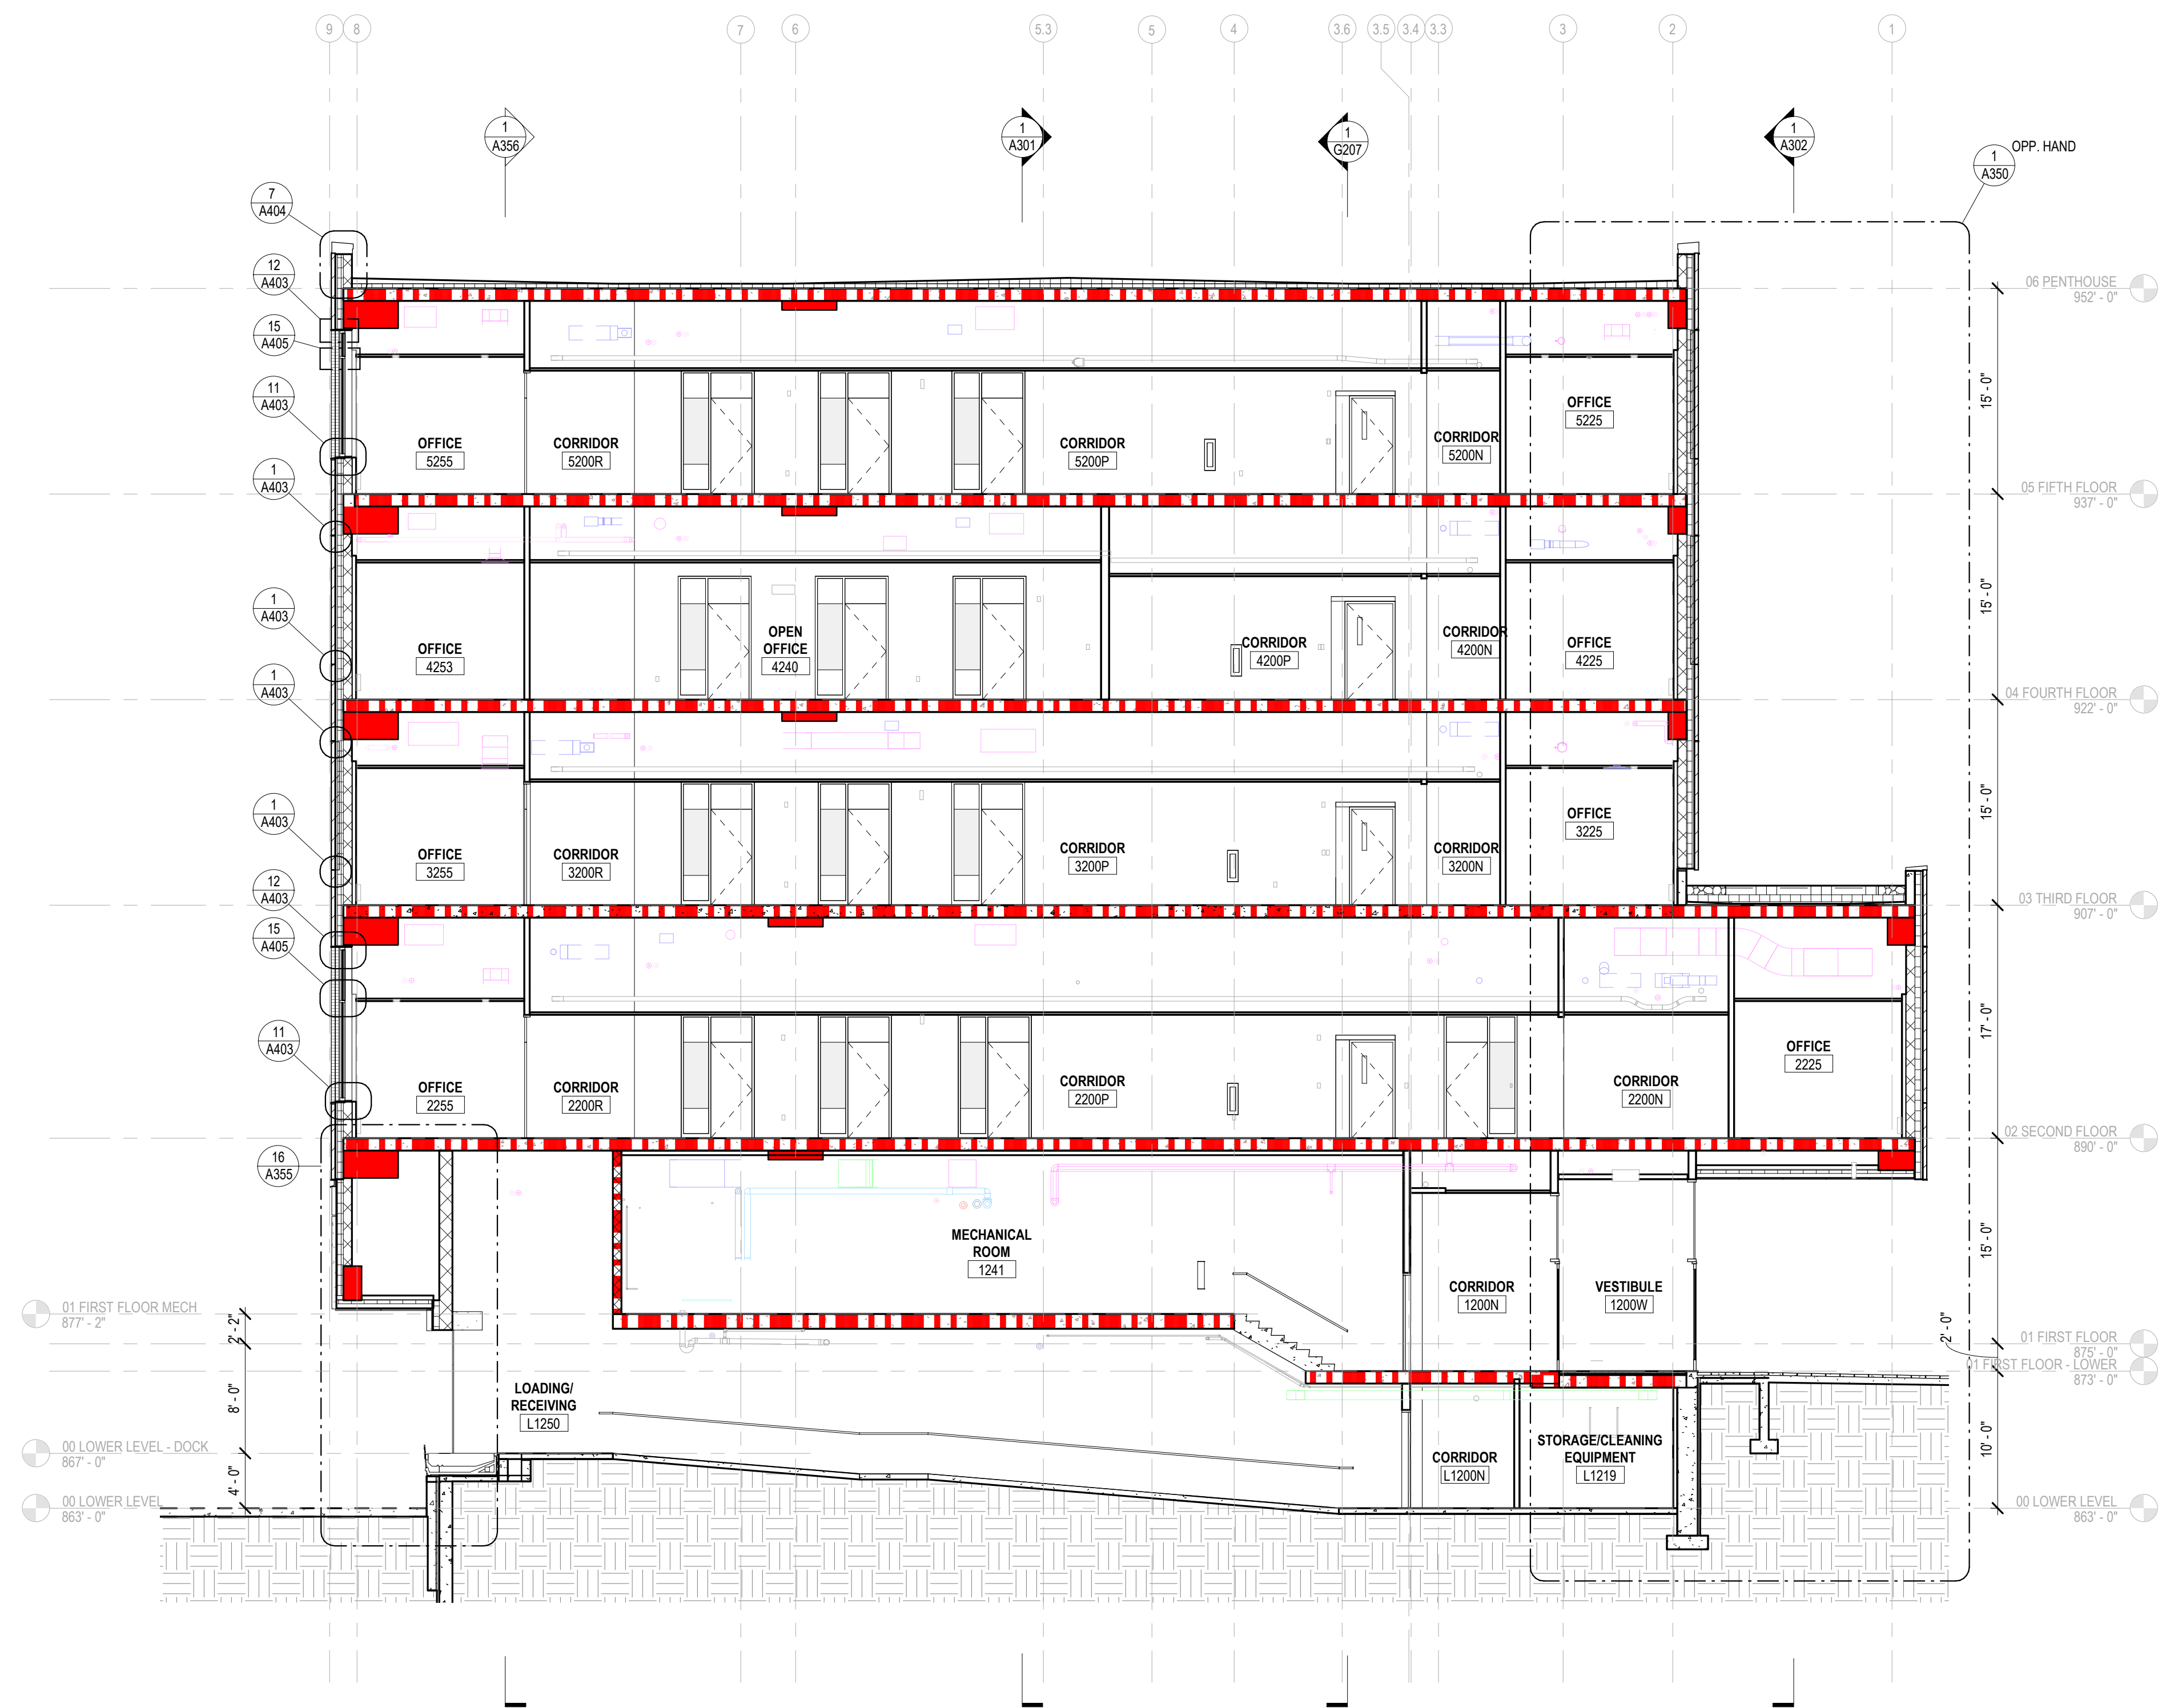 9 8 7 6 5.3 5 4 3.6 3.5 3.4 3.3 3 2 1
1
A356
1
A301
1
G207
1
A302
1
A350
OPP. HAND
7
A404
12
A403
15
A405
11
A403
1
A403
1
A403
1
A403
1
A403
12
A403
15
A405
11
A403
16
A355
06 PENTHOUSE
952' - 0"
15' - 0"
OFFICE
5255
CORRIDOR
5200R
CORRIDOR
5200P
CORRIDOR
5200N
OFFICE
5225
05 FIFTH FLOOR
937' - 0"
15' - 0"
OFFICE
4253
OPEN
OFFICE
4240
CORRIDOR
4200P
CORRIDOR
4200N
OFFICE
4225
04 FOURTH FLOOR
922' - 0"
15' - 0"
OFFICE
3255
CORRIDOR
3200R
CORRIDOR
3200P
CORRIDOR
3200N
OFFICE
3225
03 THIRD FLOOR
907' - 0"
17' - 0"
OFFICE
2255
CORRIDOR
2200R
CORRIDOR
2200P
CORRIDOR
2200N
OFFICE
2225
02 SECOND FLOOR
890' - 0"
15' - 0"
MECHANICAL
ROOM
1241
CORRIDOR
1200N
VESTIBULE
1200W
01 FIRST FLOOR MECH
877' - 2"
2' - 2"
2' - 0"
01 FIRST FLOOR
875' - 0"
01 FIRST FLOOR - LOWER
873' - 0"
8' - 0"
LOADING/
RECEIVING
L1250
CORRIDOR
L1200N
STORAGE/CLEANING
EQUIPMENT
L1219
10' - 0"
00 LOWER LEVEL - DOCK
867' - 0"
4' - 0"
00 LOWER LEVEL
863' - 0"
00 LOWER LEVEL
863' - 0"